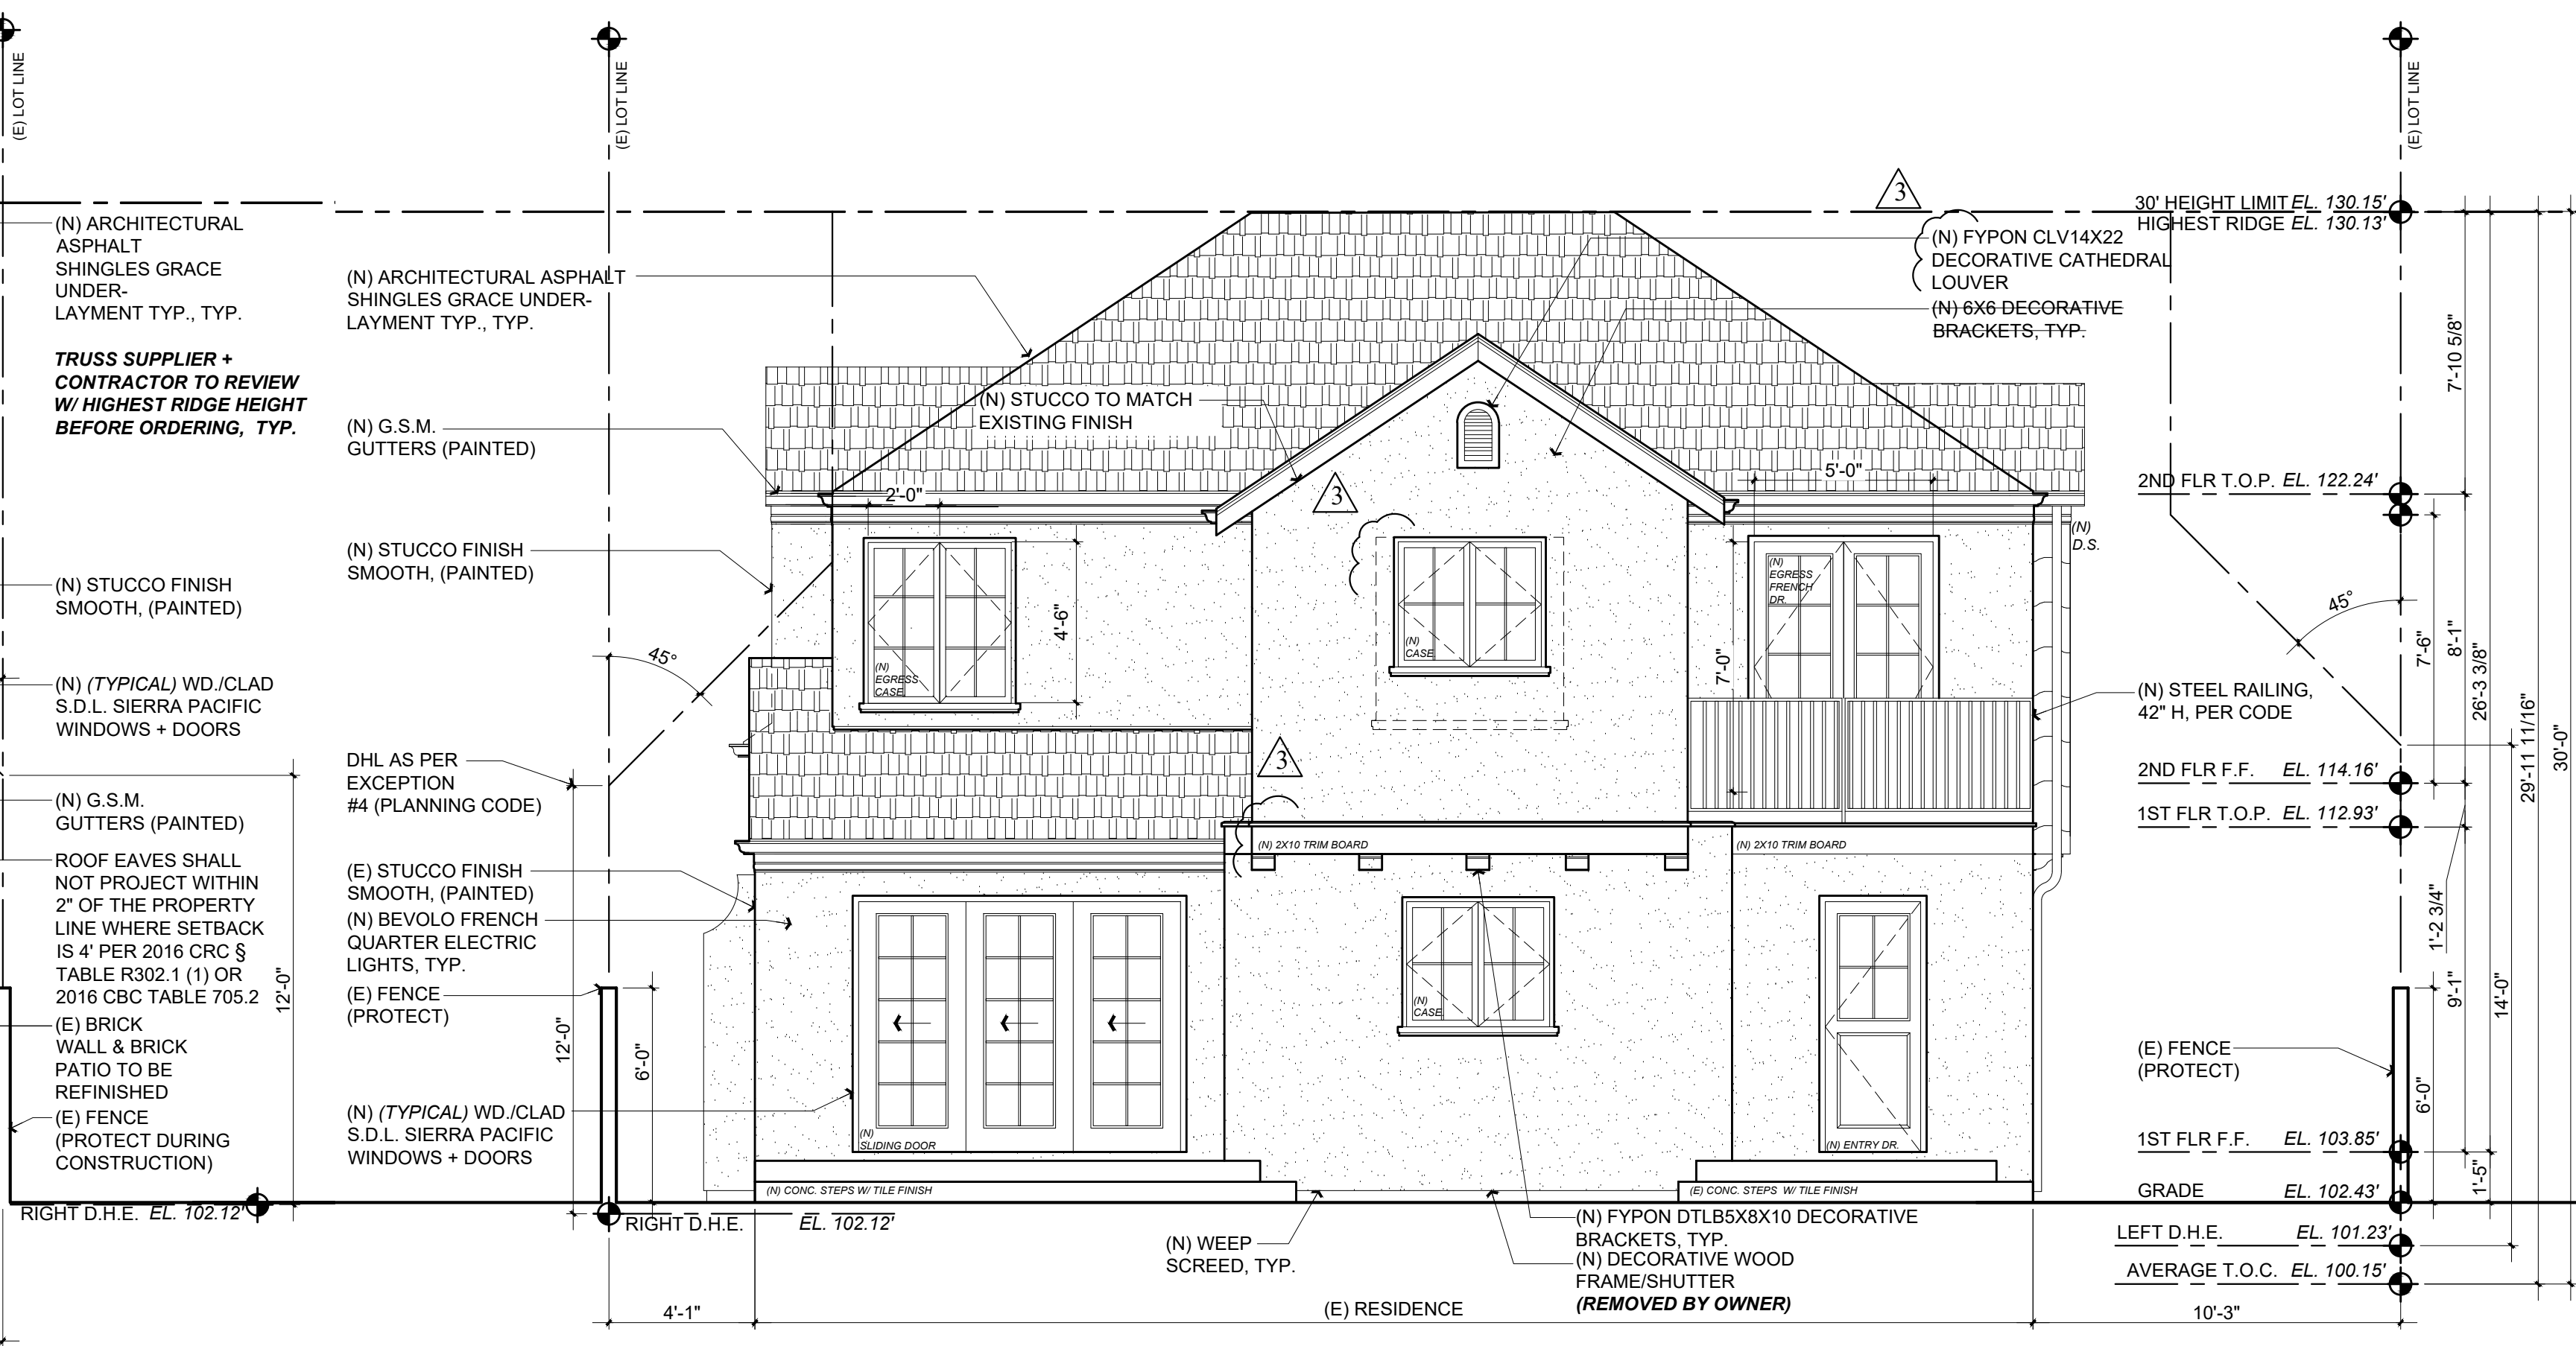 (E) LOT LINE
(E) LOT LINE
(E) LOT LINE
(N) ARCHITECTURAL
ASPHALT
SHINGLES GRACE
UNDER-
LAYMENT TYP., TYP.
TRUSS SUPPLIER +
CONTRACTOR TO REVIEW
W/ HIGHEST RIDGE HEIGHT
BEFORE ORDERING, TYP.
(N) STUCCO FINISH
SMOOTH, (PAINTED)
(N) (TYPICAL) WD./CLAD
S.D.L. SIERRA PACIFIC
WINDOWS + DOORS
(N) G.S.M.
GUTTERS (PAINTED)
ROOF EAVES SHALL
NOT PROJECT WITHIN
2" OF THE PROPERTY
LINE WHERE SETBACK
IS 4' PER 2016 CRC §
TABLE R302.1 (1) OR
2016 CBC TABLE 705.2
(E) BRICK
WALL & BRICK
PATIO TO BE
REFINISHED
(E) FENCE
(PROTECT DURING
CONSTRUCTION)
12'-0"
RIGHT D.H.E. EL. 102.12'
(N) ARCHITECTURAL ASPHALT
SHINGLES GRACE UNDER-
LAYMENT TYP., TYP.
(N) G.S.M.
GUTTERS (PAINTED)
(N) STUCCO FINISH
SMOOTH, (PAINTED)
45°
DHL AS PER
EXCEPTION
#4 (PLANNING CODE)
(E) STUCCO FINISH
SMOOTH, (PAINTED)
(N) BEVOLO FRENCH
QUARTER ELECTRIC
LIGHTS, TYP.
(E) FENCE
(PROTECT)
(N) (TYPICAL) WD./CLAD
S.D.L. SIERRA PACIFIC
WINDOWS + DOORS
12'-0"
6'-0"
RIGHT D.H.E. EL. 102.12'
(N) STUCCO TO MATCH
EXISTING FINISH
2'-0"
4'-6"
(N)
EGRESS
CASE
3
3
3
(N)
CASE
5'-0"
7'-0"
(N)
EGRESS
FRENCH
DR.
(N)
D.S.
(N) 2X10 TRIM BOARD
(N) 2X10 TRIM BOARD
(N)
CASE
(N)
SLIDING DOOR
(N) ENTRY DR.
(N) CONC. STEPS W/ TILE FINISH
(E) CONC. STEPS W/ TILE FINISH
(N) WEEP
SCREED, TYP.
(N) FYPON DTLB5X8X10 DECORATIVE
BRACKETS, TYP.
(N) DECORATIVE WOOD
FRAME/SHUTTER
(REMOVED BY OWNER)
4'-1"
(E) RESIDENCE
10'-3"
(N) FYPON CLV14X22
DECORATIVE CATHEDRAL
LOUVER
(N) 6X6 DECORATIVE
BRACKETS, TYP.
30' HEIGHT LIMIT EL. 130.15'
HIGHEST RIDGE EL. 130.13'
2ND FLR T.O.P. EL. 122.24'
45°
(N) STEEL RAILING,
42" H, PER CODE
2ND FLR F.F. EL. 114.16'
1ST FLR T.O.P. EL. 112.93'
(E) FENCE
(PROTECT)
1ST FLR F.F. EL. 103.85'
GRADE EL. 102.43'
LEFT D.H.E. EL. 101.23'
AVERAGE T.O.C. EL. 100.15'
7'-10 5/8"
7'-6"
8'-1"
26'-3 3/8"
29'-11 11/16"
30'-0"
1'-2 3/4"
9'-1"
14'-0"
6'-0"
1'-5"